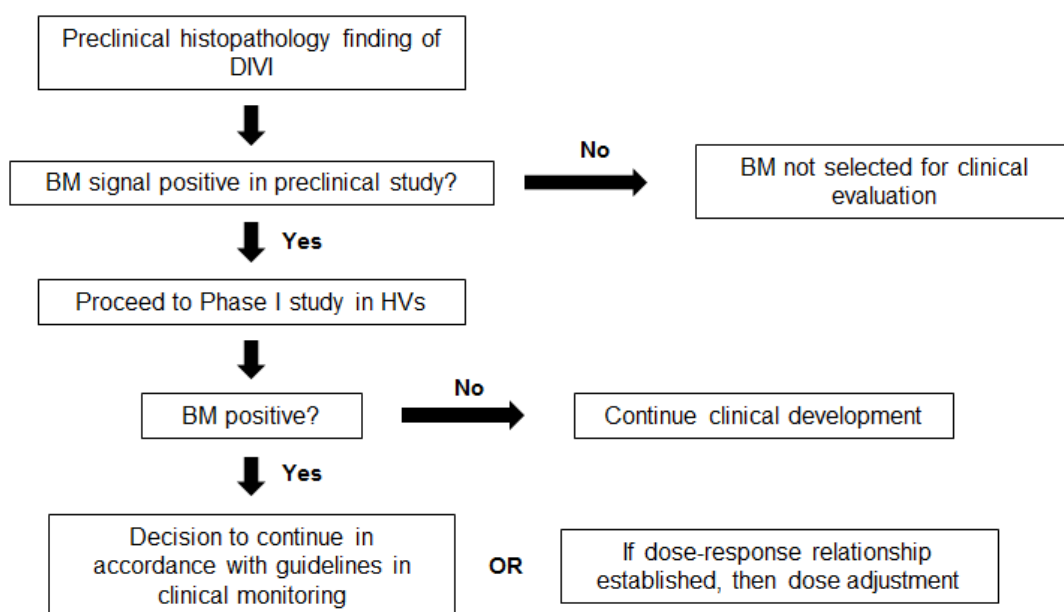 Preclinical histopathology finding of
DIVI
BM signal positive in preclinical study?
No
BM not selected for clinical
evaluation
Yes
Proceed to Phase I study in HVs
BM positive?
No
Continue clinical development
Yes
Decision to continue in
accordance with guidelines in
clinical monitoring
OR
If dose-response relationship
established, then dose adjustment